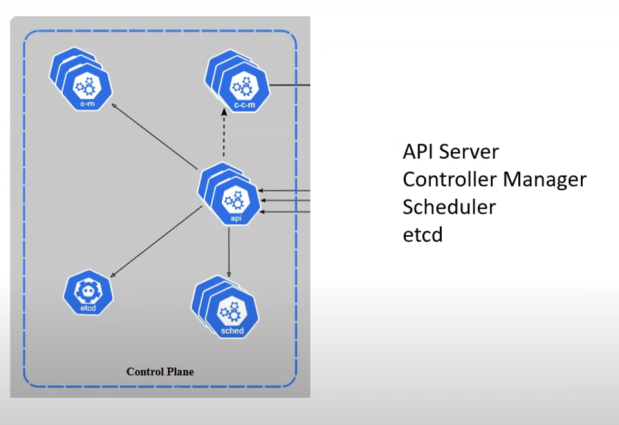 c-m
c-c-m
api
etcd
sched
Control Plane
API Server
Controller Manager
Scheduler
etcd